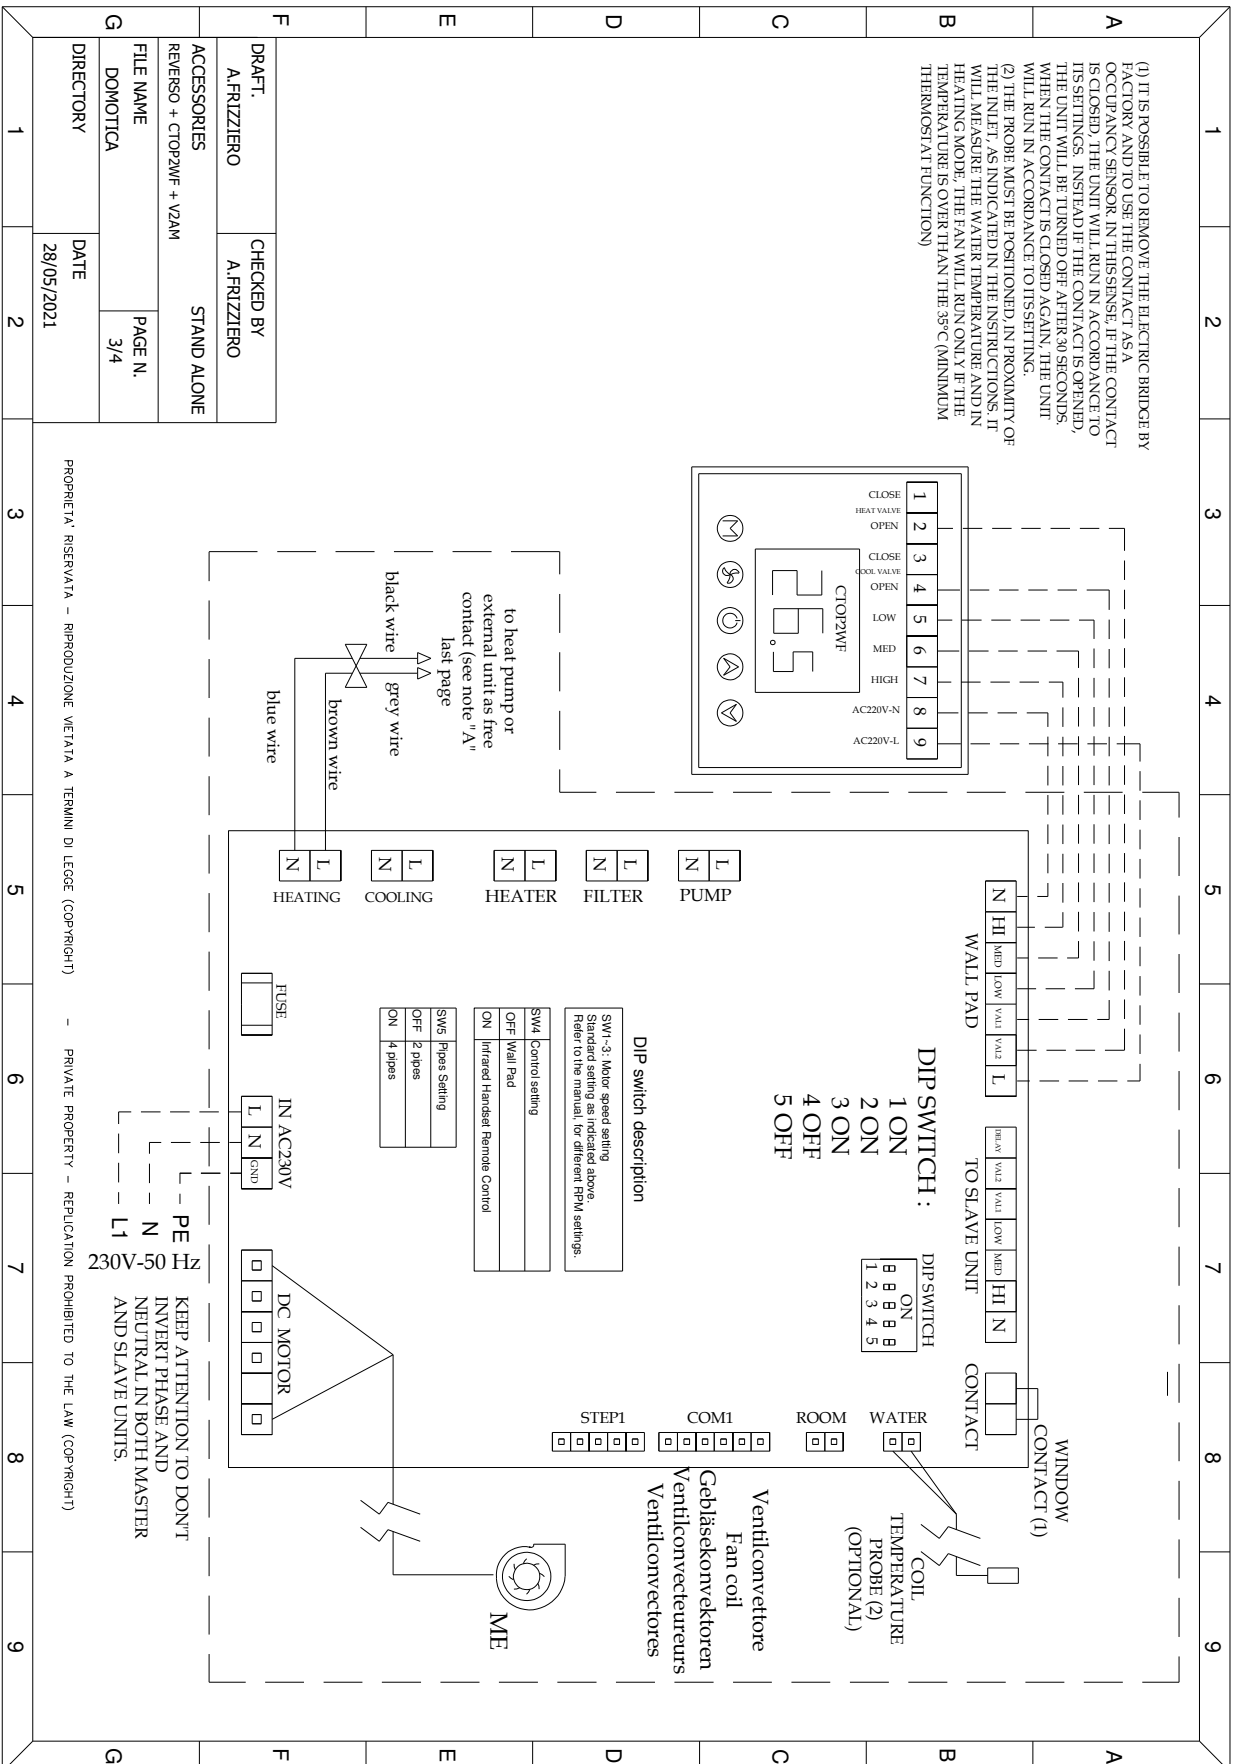 (1) IT IS POSSIBLE TO REMOVE THE ELECTRIC BRIDGE BY
FACTORY AND TO USE THE CONTACT AS A
OCCUPANCY SENSOR. IN THIS SENSE, IF THE CONTACT
IS CLOSED, THE UNIT WILL RUN IN ACCORDANCE TO
ITS SETTINGS. INSTEAD IF THE CONTACT IS OPENED,
THE UNIT WILL BE TURNED OFF AFTER 30 SECONDS.
WHEN THE CONTACT IS CLOSED AGAIN, THE UNIT
WILL RUN IN ACCORDANCE TO ITS SETTING.
(2) THE PROBE MUST BE POSITIONED, IN PROXIMITY OF
THE INLET, AS INDICATED IN THE INSTRUCTIONS. IT
WILL MEASURE THE WATER TEMPERATURE AND IN
HEATING MODE, THE FAN WILL RUN ONLY IF THE
TEMPERATURE IS OVER THAN THE 35°C (MINIMUM
THERMOSTAT FUNCTION)
1 2 3 4 5 6 7 8 9
A
B
C
D
E
F
G
1 2 3 4 5 6 7 8 9
CLOSE
HEAT VALVE
OPEN
CLOSE
COOL VALVE
OPEN
LOW
MED
HIGH
AC220V-N
AC220V-L
CTOP2WF
26.5
M
N HI MED LOW VAL1 VAL2 L
WALL PAD
DELAY VAL2 VAL1 LOW MED HI N
TO SLAVE UNIT
CONTACT
WINDOW
CONTACT (1)
DIP SWITCH :
1 ON
2 ON
3 ON
4 OFF
5 OFF
DIP SWITCH
ON
1 2 3 4 5
WATER
ROOM
COM1
STEP1
COIL
TEMPERATURE
PROBE (2)
(OPTIONAL)
Ventilconvettore
Fan coil
Gebläsekonvektoren
Ventilconvecteureurs
Ventilconvectores
ME
DIP switch description
SW1~3: Motor speed setting
Standard setting as indicated above.
Refer to the manual, for different RPM settings.
SW4 Control setting
OFF Wall Pad
ON Infrared Handset Remote Control
SW5 Pipes Setting
OFF 2 pipes
ON 4 pipes
L N
PUMP
L N
FILTER
L N
HEATER
L N
COOLING
L N
HEATING
to heat pump or
external unit as free
contact (see note "A"
last page
black wire
grey wire
brown wire
blue wire
FUSE
IN AC230V
L N GND
DC MOTOR
PE
N
L1
230V-50 Hz
KEEP ATTENTION TO DON'T
INVERT PHASE AND
NEUTRAL IN BOTH MASTER
AND SLAVE UNITS.
DRAFT.
A.FRIZZIERO
CHECKED BY
A.FRIZZIERO
ACCESSORIES
STAND ALONE
REVERSO + CTOP2WF + V2AM
FILE NAME
DOMOTICA
PAGE N.
3/4
DIRECTORY
DATE
28/05/2021
PROPRIETA' RISERVATA - RIPRODUZIONE VIETATA A TERMINI DI LEGGE (COPYRIGHT) - PRIVATE PROPERTY - REPLICATION PROHIBITED TO THE LAW (COPYRIGHT)
1 2 3 4 5 6 7 8 9
A
B
C
D
E
F
G